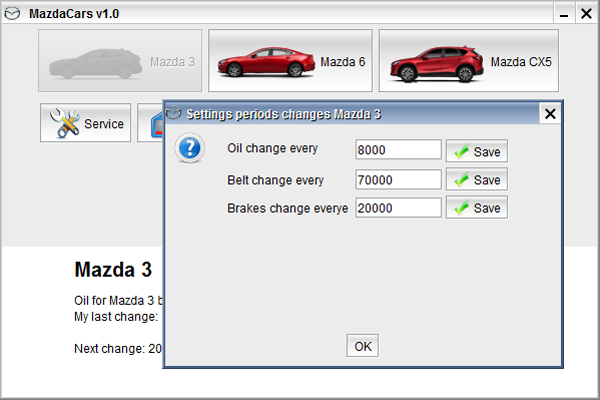 MazdaCars v1.0
Mazda 3
Mazda 6
Mazda CX5
Service
Settings periods changes Mazda 3
Oil change every
8000
Save
Belt change every
70000
Save
Brakes change everye
20000
Save
OK
Mazda 3
Oil for Mazda 3
My last change:
Next change: 20